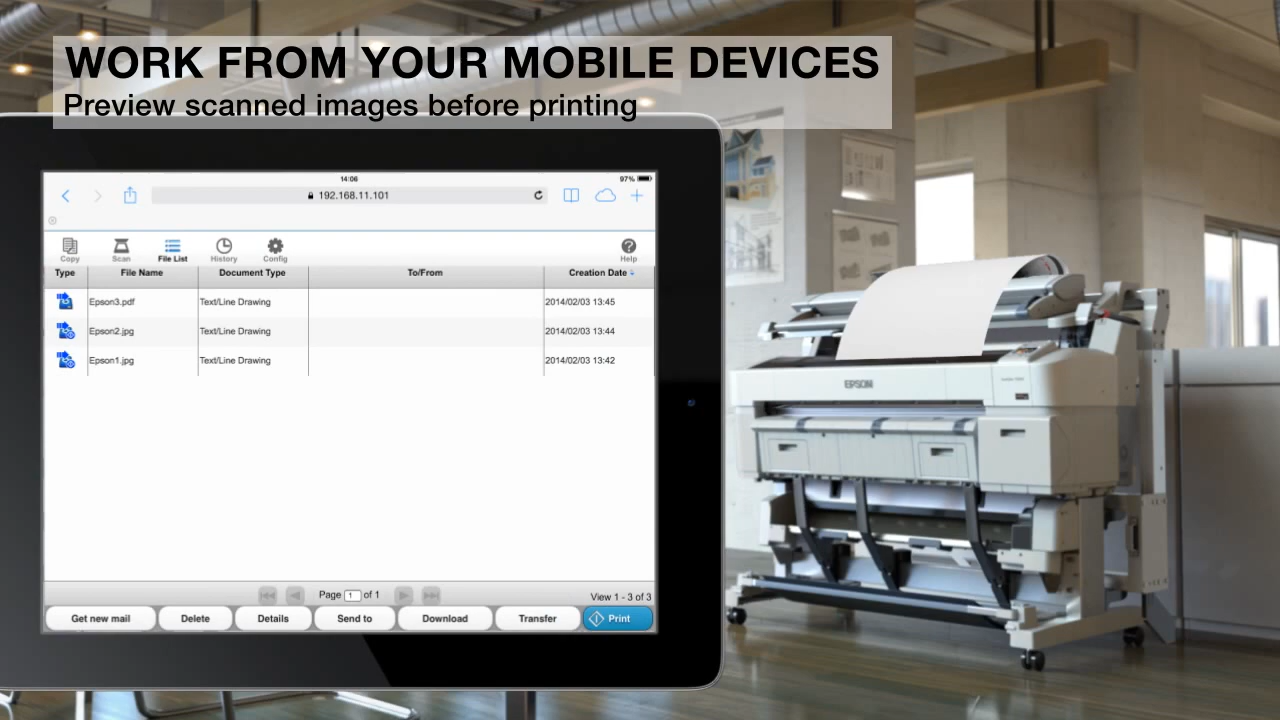 WORK FROM YOUR MOBILE DEVICES
Preview scanned images before printing
14:06
97%
192.168.11.101
Copy Scan File List History Config Help
Type File Name Document Type To/From Creation Date
Epson3.pdf Text/Line Drawing 2014/02/03 13:45
Epson2.jpg Text/Line Drawing 2014/02/03 13:44
Epson1.jpg Text/Line Drawing 2014/02/03 13:42
Page 1 of 1
View 1 - 3 of 3
Get new mail Delete Details Send to Download Transfer Print
EPSON